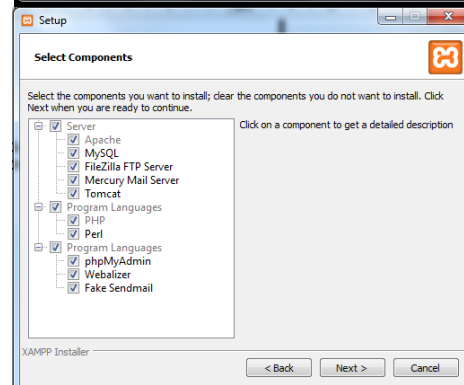 Setup
Select Components
Select the components you want to install; clear the components you do not want to install. Click
Next when you are ready to continue.
Server
Apache
MySQL
FileZilla FTP Server
Mercury Mail Server
Tomcat
Program Languages
PHP
Perl
Program Languages
phpMyAdmin
Webalizer
Fake Sendmail
Click on a component to get a detailed description
XAMPP Installer
< Back
Next >
Cancel